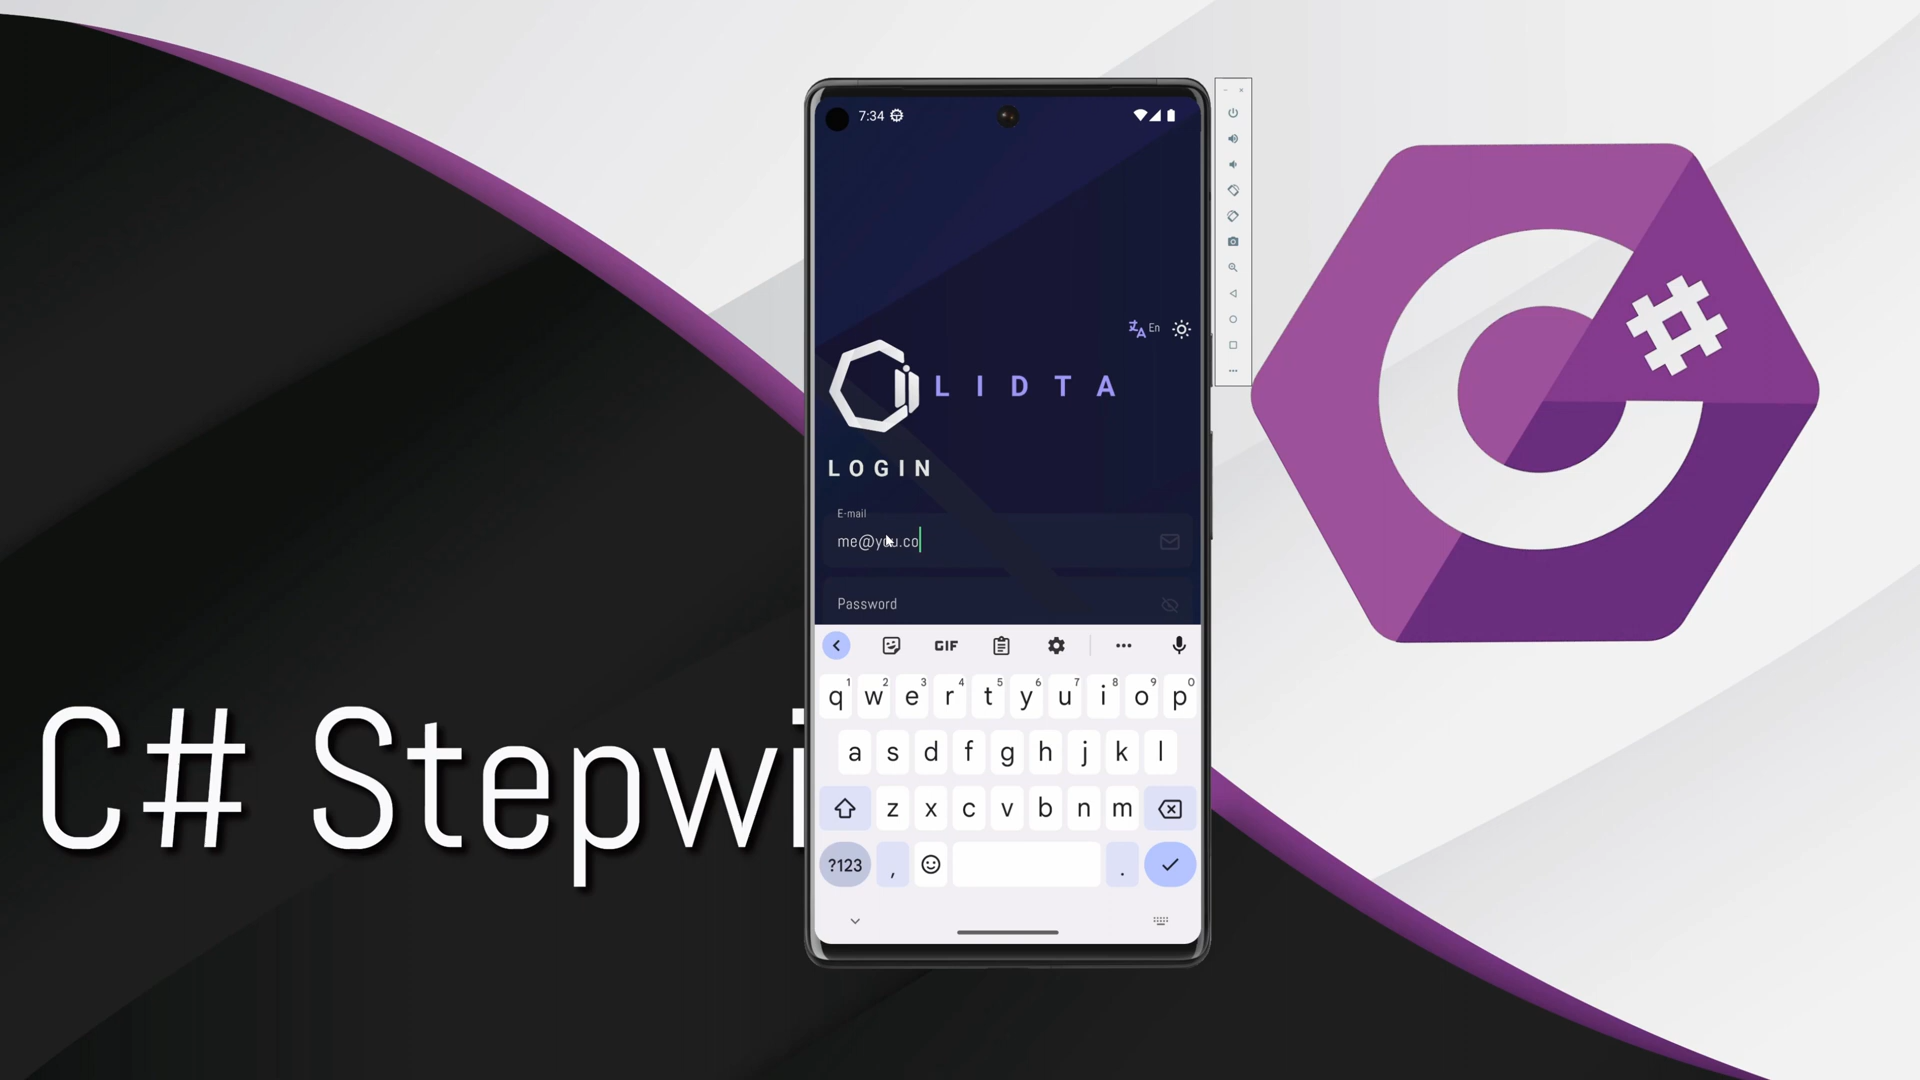 7:34
En
LIDTA
LOGIN
E-mail
me@you.co
Password
GIF
1 2 3 4 5 6 7 8 9 0
q w e r t y u i o p
a s d f g h j k l
z x c v b n m
?123 , .
C# Stepwi